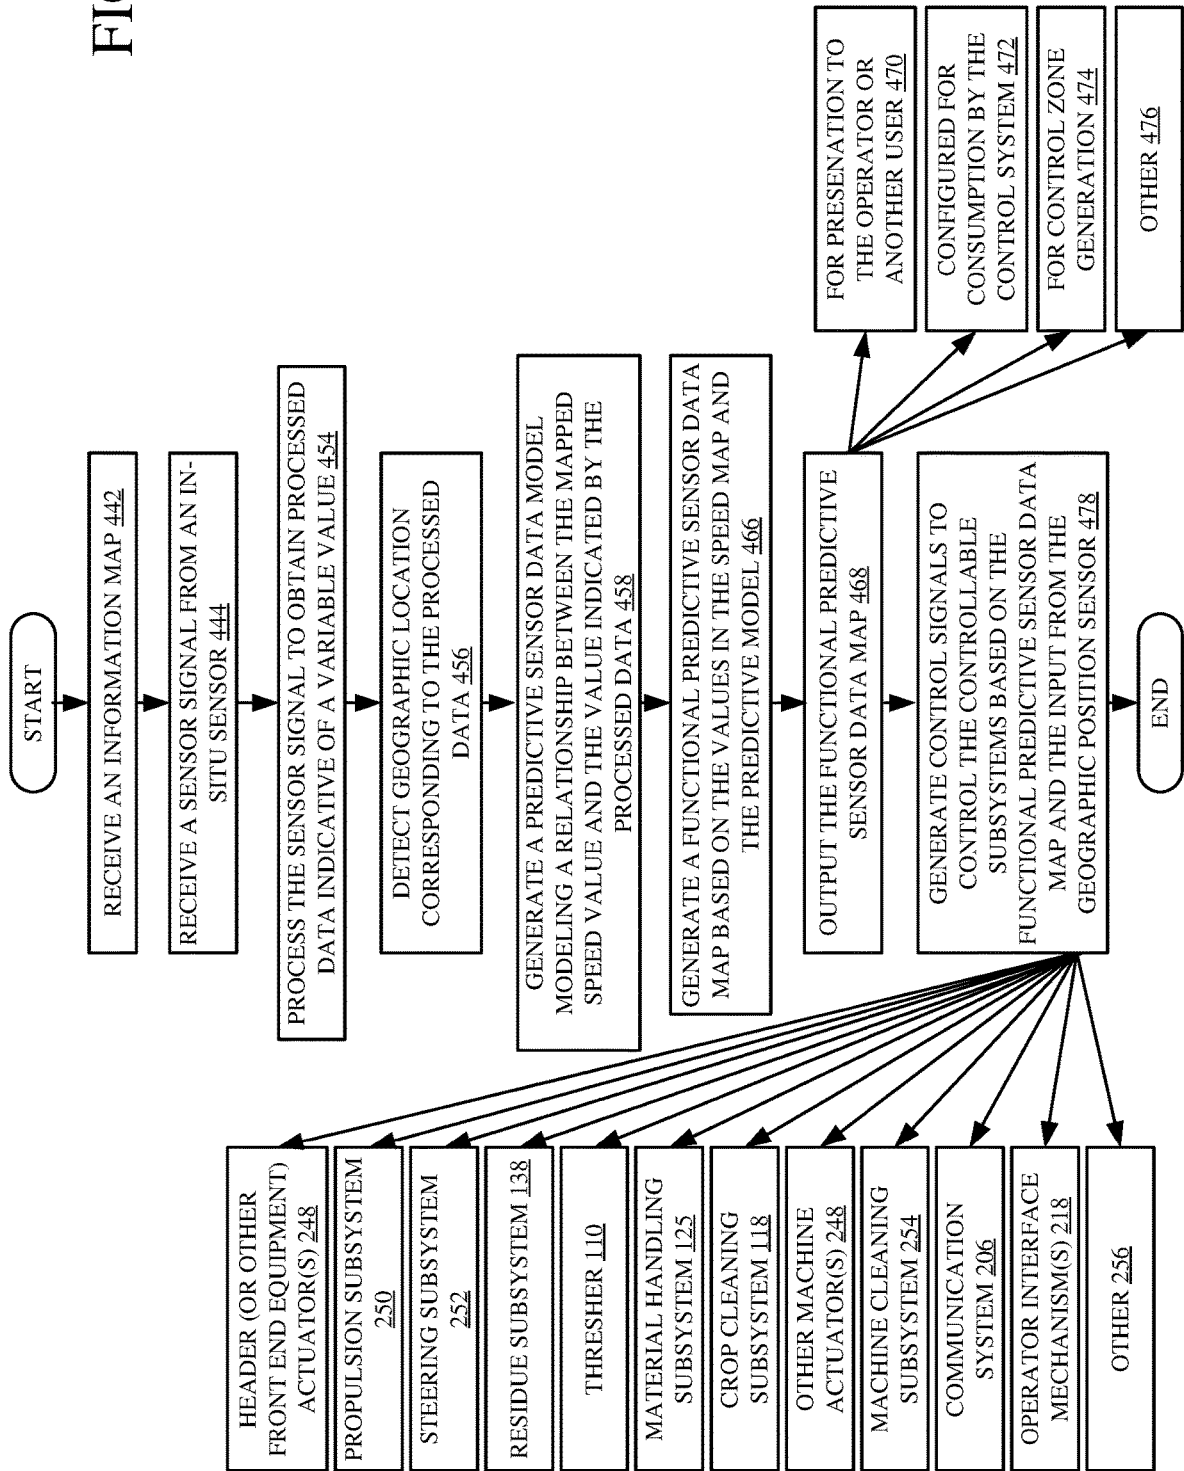 FIG
START
RECEIVE AN INFORMATION MAP 442
RECEIVE A SENSOR SIGNAL FROM AN IN-
SITU SENSOR 444
PROCESS THE SENSOR SIGNAL TO OBTAIN PROCESSED
DATA INDICATIVE OF A VARIABLE VALUE 454
DETECT GEOGRAPHIC LOCATION
CORRESPONDING TO THE PROCESSED
DATA 456
GENERATE A PREDICTIVE SENSOR DATA MODEL
MODELING A RELATIONSHIP BETWEEN THE MAPPED
SPEED VALUE AND THE VALUE INDICATED BY THE
PROCESSED DATA 458
GENERATE A FUNCTIONAL PREDICTIVE SENSOR DATA
MAP BASED ON THE VALUES IN THE SPEED MAP AND
THE PREDICTIVE MODEL 466
OUTPUT THE FUNCTIONAL PREDICTIVE
SENSOR DATA MAP 468
FOR PRESENATION TO
THE OPERATOR OR
ANOTHER USER 470
CONFIGURED FOR
CONSUMPTION BY THE
CONTROL SYSTEM 472
FOR CONTROL ZONE
GENERATION 474
OTHER 476
GENERATE CONTROL SIGNALS TO
CONTROL THE CONTROLLABLE
SUBSYSTEMS BASED ON THE
FUNCTIONAL PREDICTIVE SENSOR DATA
MAP AND THE INPUT FROM THE
GEOGRAPHIC POSITION SENSOR 478
HEADER (OR OTHER
FRONT END EQUIPMENT)
ACTUATOR(S) 248
PROPULSION SUBSYSTEM
250
STEERING SUBSYSTEM
252
RESIDUE SUBSYSTEM 138
THRESHER 110
MATERIAL HANDLING
SUBSYSTEM 125
CROP CLEANING
SUBSYSTEM 118
OTHER MACHINE
ACTUATOR(S) 248
MACHINE CLEANING
SUBSYSTEM 254
COMMUNICATION
SYSTEM 206
OPERATOR INTERFACE
MECHANISM(S) 218
OTHER 256
END